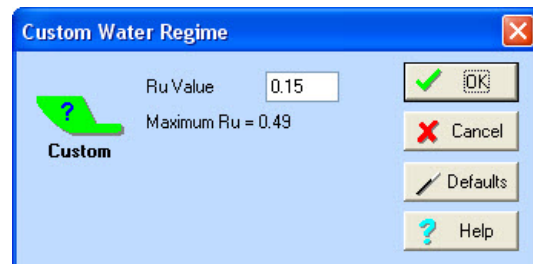 Custom Water Regime
Ru Value 0.15
Maximum Ru = 0.49
?
Custom
OK
Cancel
Defaults
? Help